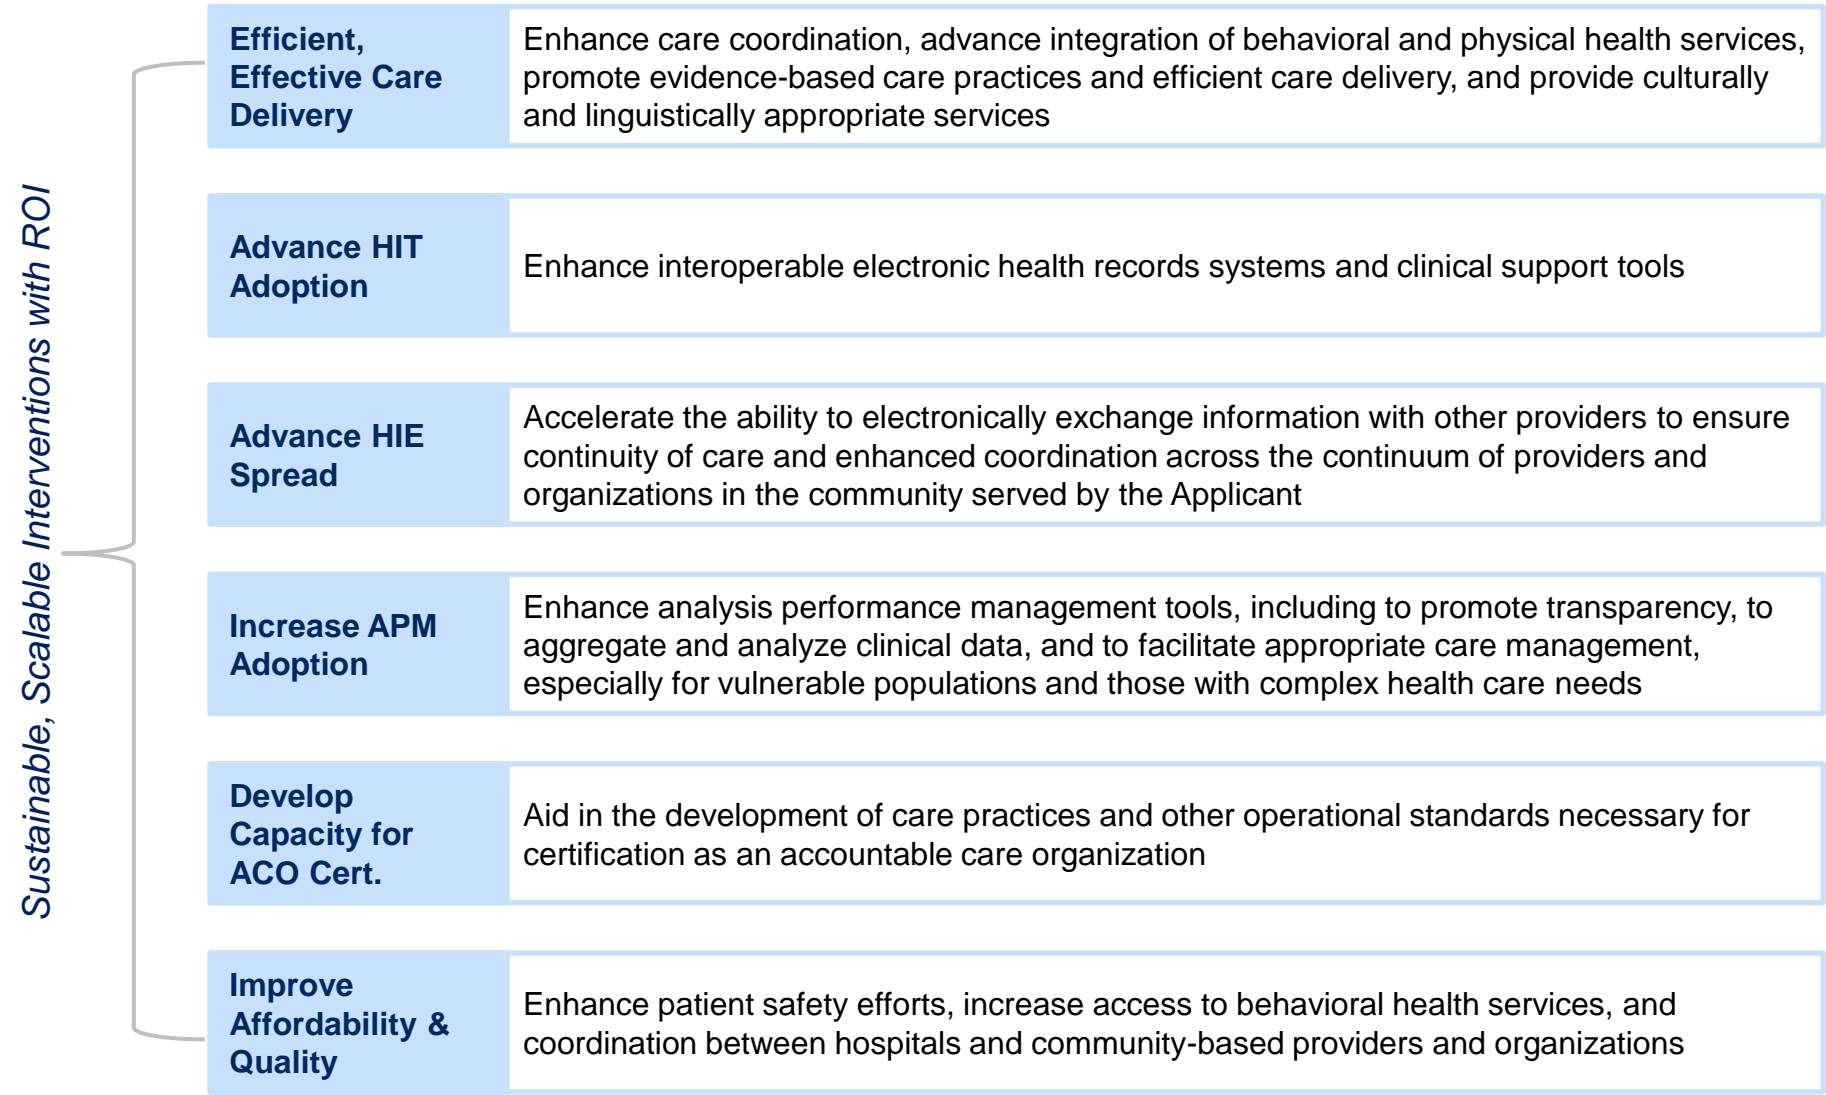 Sustainable, Scalable Interventions with ROI
Efficient,
Effective Care
Delivery
Enhance care coordination, advance integration of behavioral and physical health services,
promote evidence-based care practices and efficient care delivery, and provide culturally
and linguistically appropriate services
Advance HIT
Adoption
Enhance interoperable electronic health records systems and clinical support tools
Advance HIE
Spread
Accelerate the ability to electronically exchange information with other providers to ensure
continuity of care and enhanced coordination across the continuum of providers and
organizations in the community served by the Applicant
Increase APM
Adoption
Enhance analysis performance management tools, including to promote transparency, to
aggregate and analyze clinical data, and to facilitate appropriate care management,
especially for vulnerable populations and those with complex health care needs
Develop
Capacity for
ACO Cert.
Aid in the development of care practices and other operational standards necessary for
certification as an accountable care organization
Improve
Affordability &
Quality
Enhance patient safety efforts, increase access to behavioral health services, and
coordination between hospitals and community-based providers and organizations